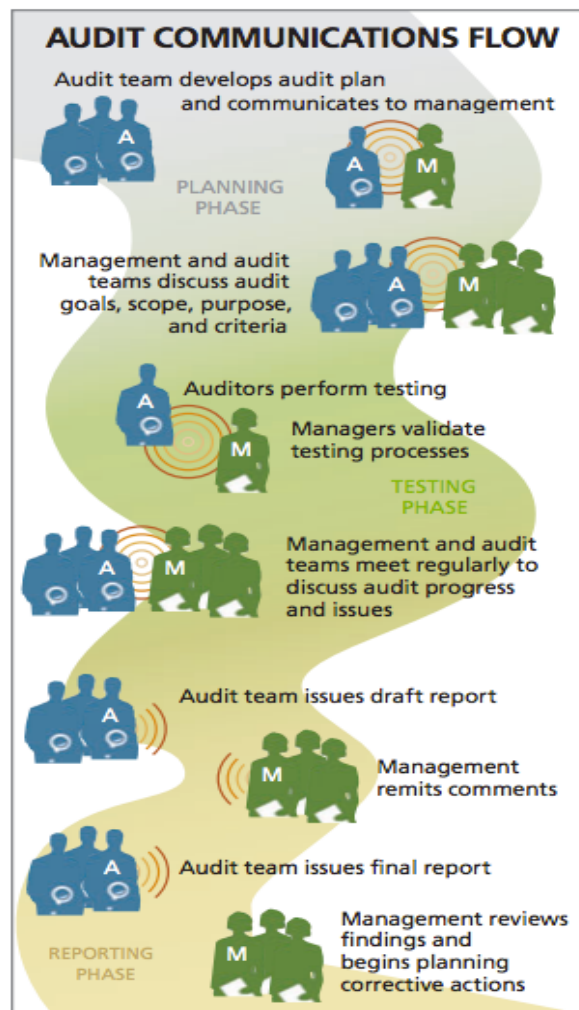 AUDIT COMMUNICATIONS FLOW
Audit team develops audit plan
and communicates to management
A
A
M
PLANNING
PHASE
Management and audit
teams discuss audit
goals, scope, purpose,
and criteria
A
M
Auditors perform testing
A
M
Managers validate
testing processes
TESTING
PHASE
A
M
Management and audit
teams meet regularly to
discuss audit progress
and issues
A
Audit team issues draft report
M
Management
remits comments
A
Audit team issues final report
REPORTING
PHASE
M
Management reviews
findings and
begins planning
corrective actions